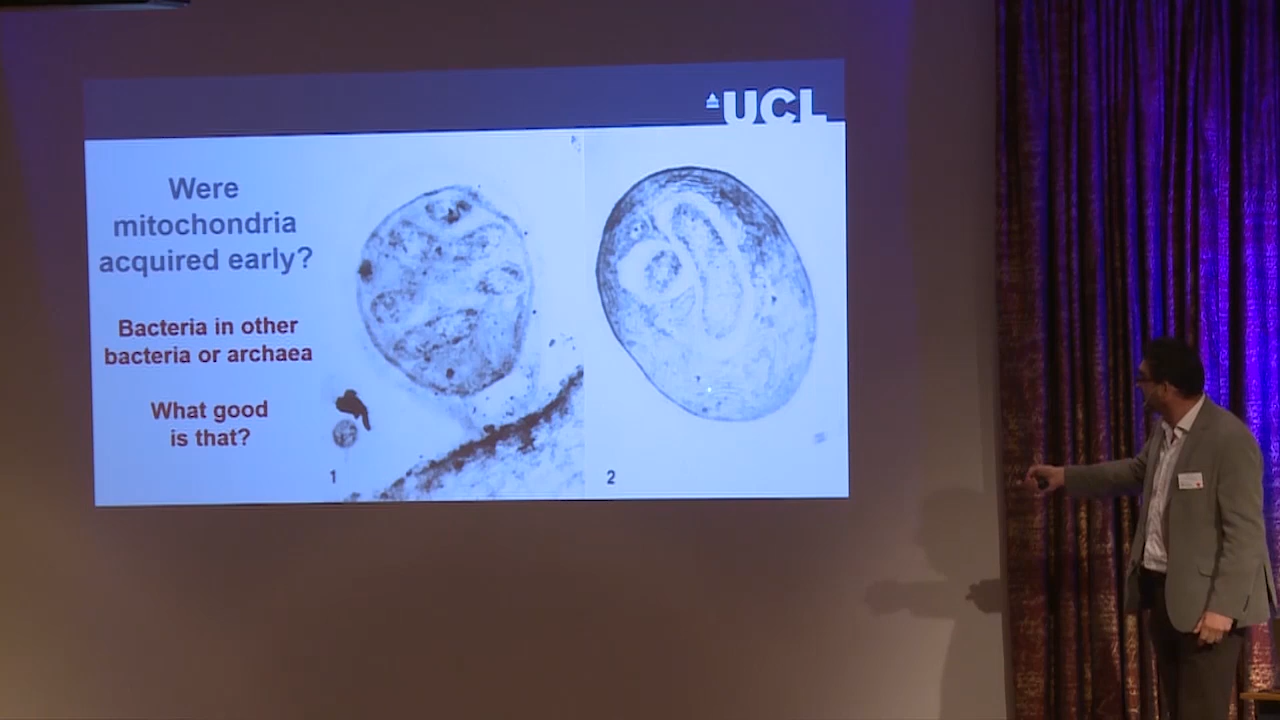 UCL
Were
mitochondria
acquired early?
Bacteria in other
bacteria or archaea
What good
is that?
1
2